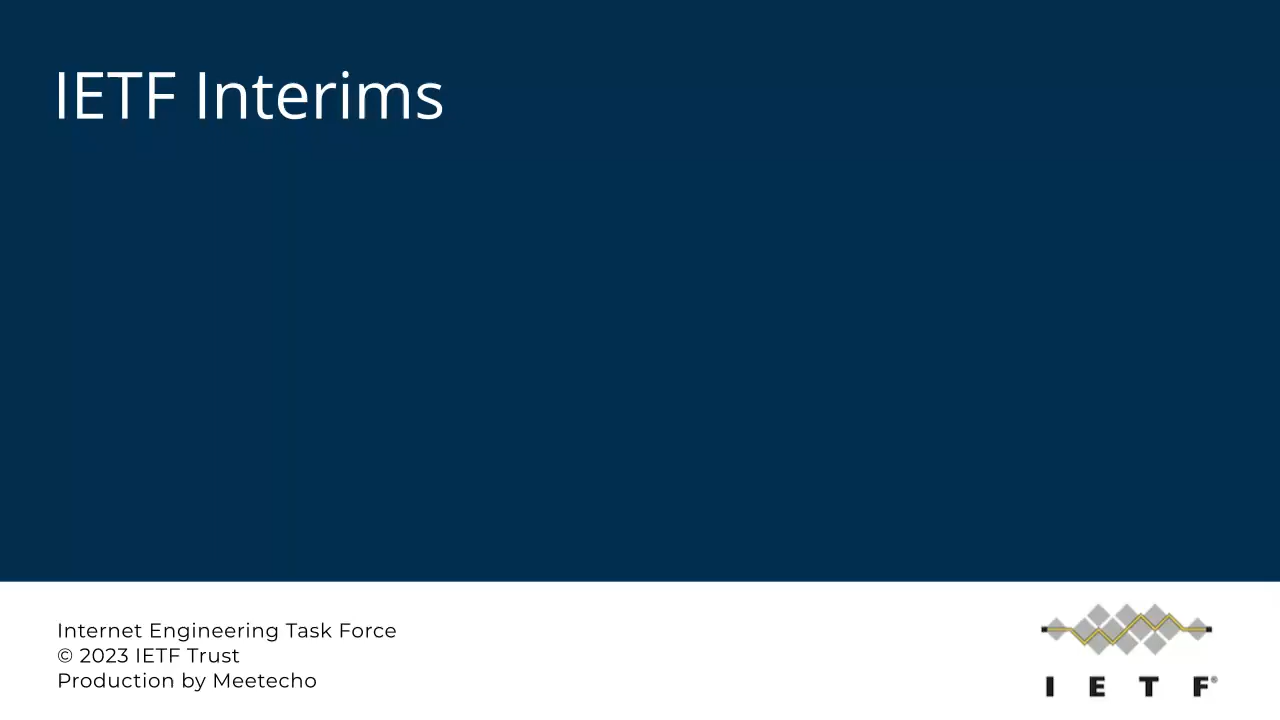 IETF Interims
Internet Engineering Task Force
© 2023 IETF Trust
Production by Meetecho
I E T F®